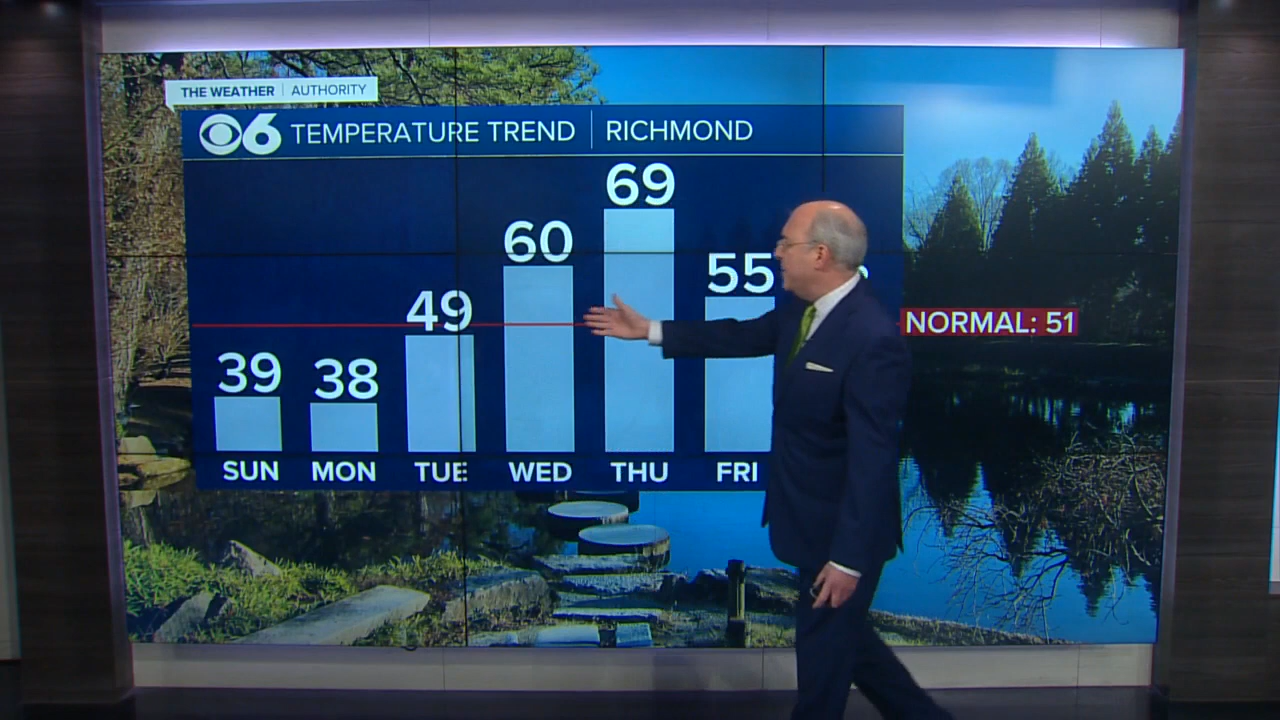 THE WEATHER | AUTHORITY
6 TEMPERATURE TREND | RICHMOND
39 38 49 60 69 55
NORMAL: 51
SUN MON TUE WED THU FRI